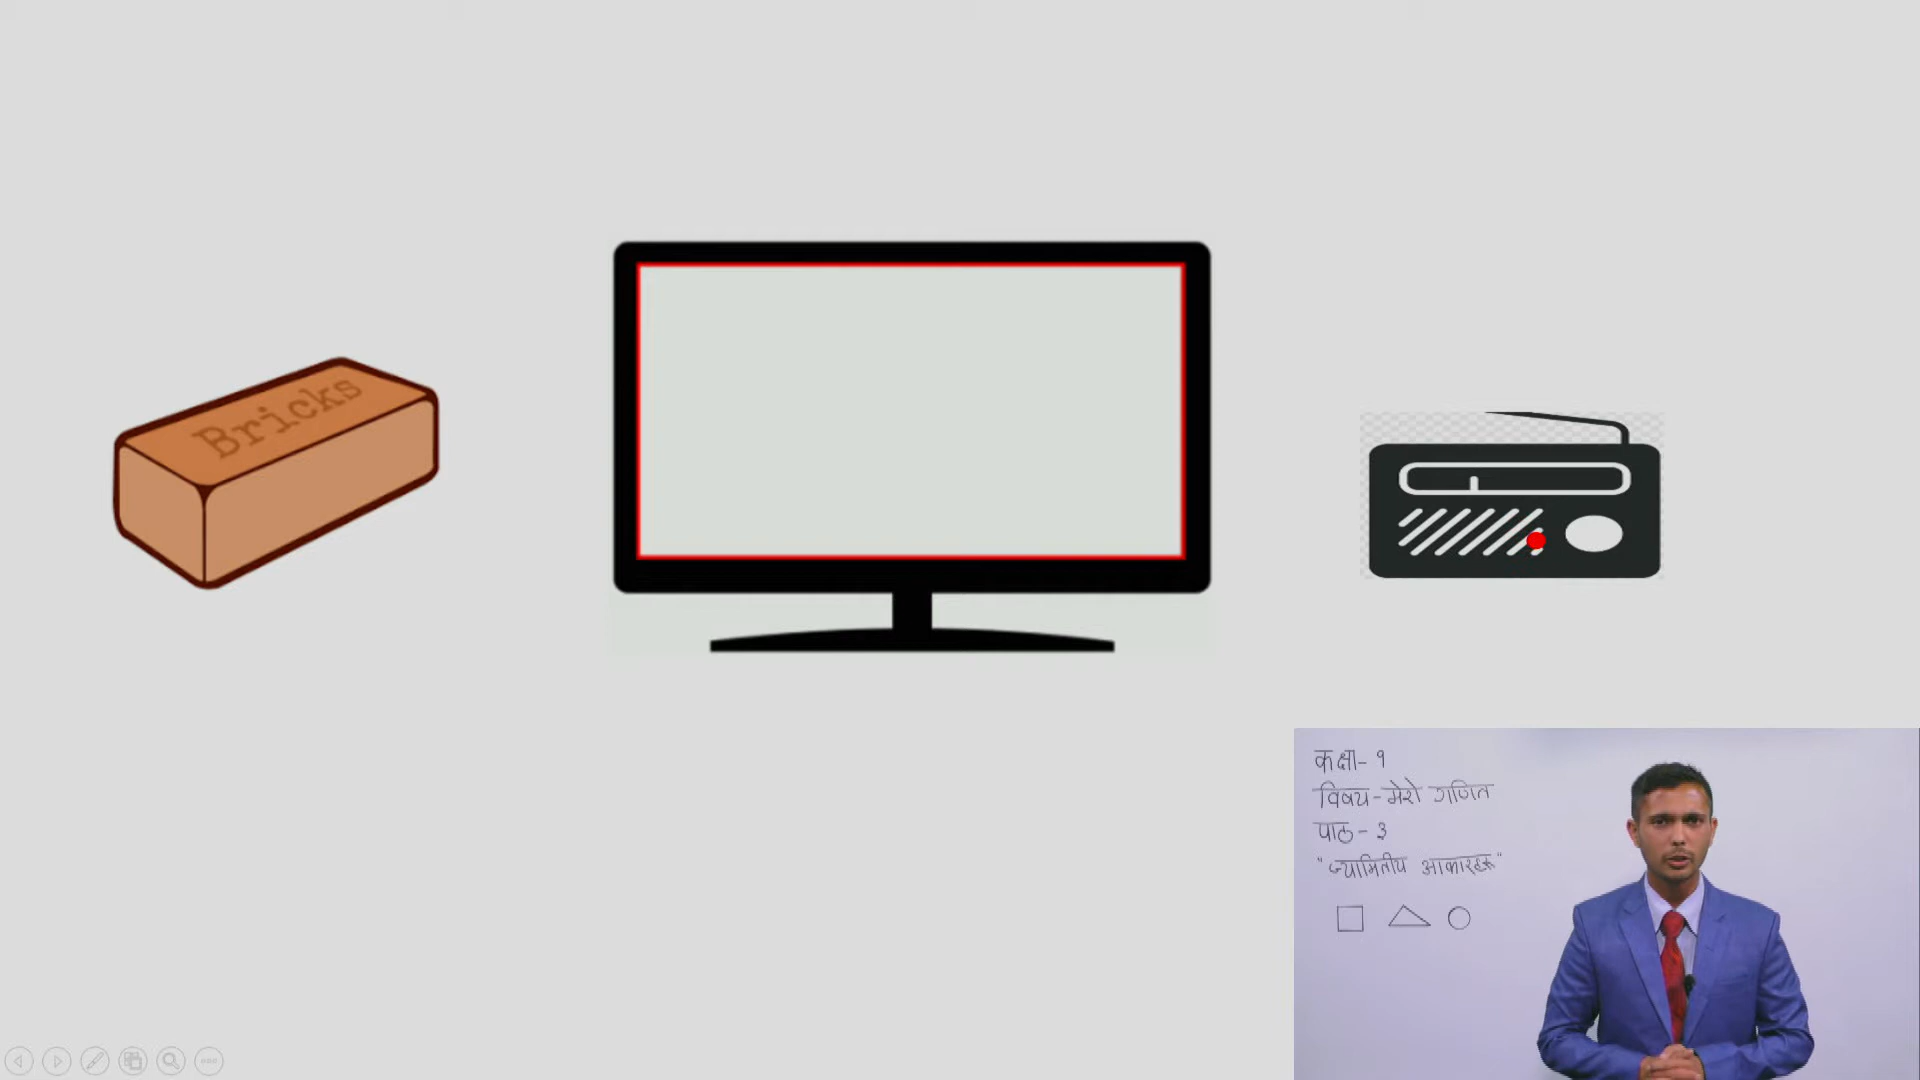 Bricks
कक्षा- १
विषय- मेरो गणित
पाठ- ३
"ज्यामितीय आकारहरू"